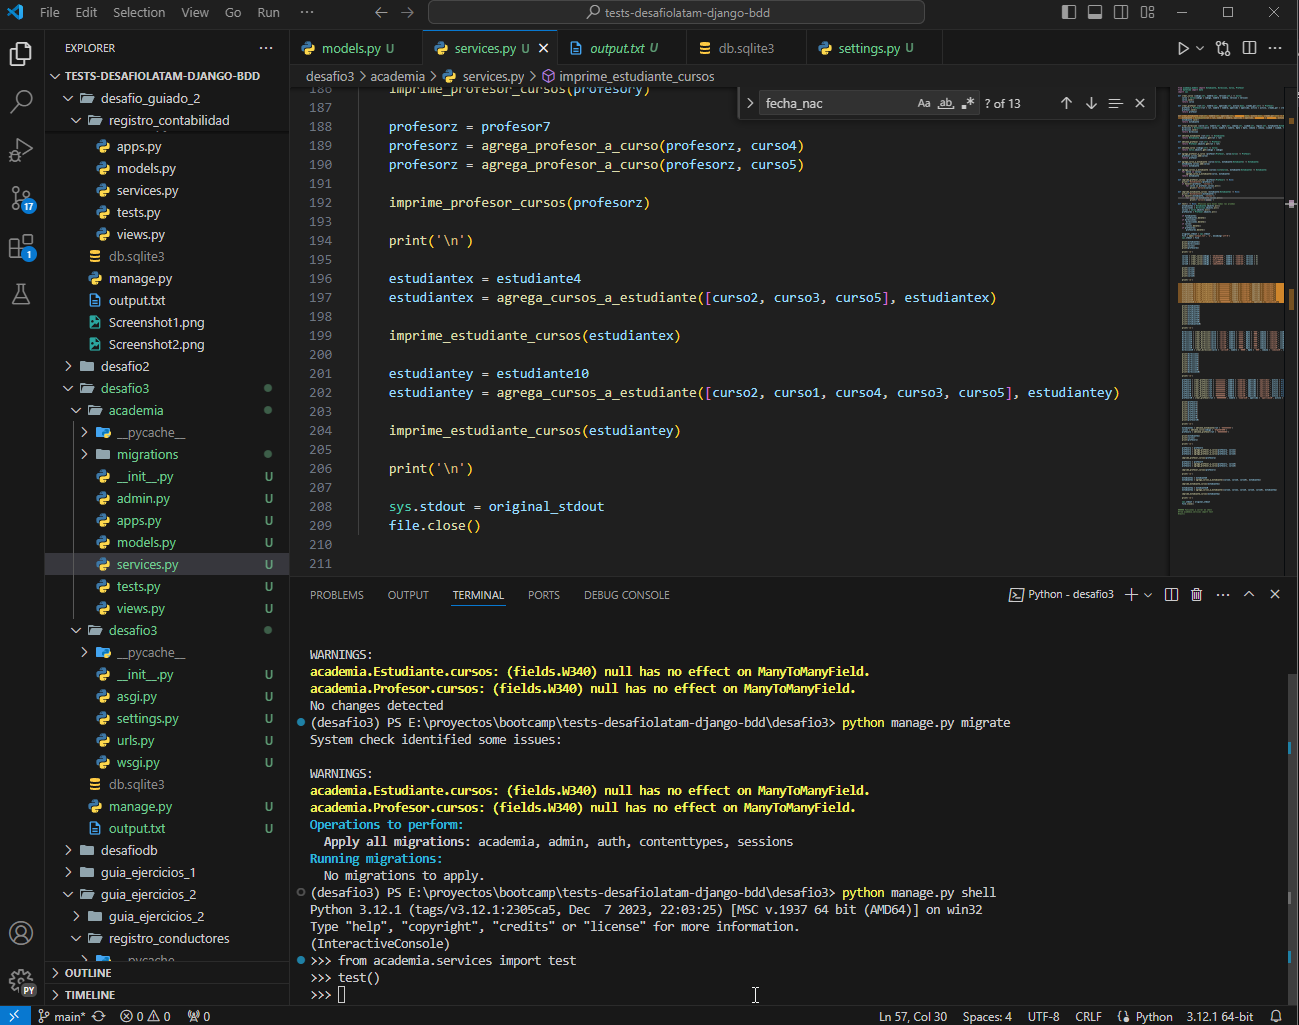 File Edit Selection View Go Run ··· tests-desafiolatam-django-bdd
EXPLORER
TESTS-DESAFIOLATAM-DJANGO-BDD
desafio_guiado_2
registro_contabilidad
apps.py
models.py
services.py
tests.py
views.py
db.sqlite3
manage.py
output.txt
Screenshot1.png
Screenshot2.png
desafio2
desafio3
academia
__pycache__
migrations
__init__.py U
admin.py U
apps.py U
models.py U
services.py U
tests.py U
views.py U
desafio3
__pycache__
__init__.py U
asgi.py U
settings.py U
urls.py U
wsgi.py U
db.sqlite3
manage.py U
output.txt U
desafiodb
guia_ejercicios_1
guia_ejercicios_2
guia_ejercicios_2
registro_conductores
__pycache__
OUTLINE
TIMELINE
17
1
PY
models.py U services.py U output.txt U db.sqlite3 settings.py U
desafio3 > academia > services.py > imprime_estudiante_cursos
fecha_nac Aa ab .* ? of 13
186 imprime_profesor_cursos(profesory)
187
188 profesorz = profesor7
189 profesorz = agrega_profesor_a_curso(profesorz, curso4)
190 profesorz = agrega_profesor_a_curso(profesorz, curso5)
191
192 imprime_profesor_cursos(profesorz)
193
194 print('\n')
195
196 estudiantex = estudiante4
197 estudiantex = agrega_cursos_a_estudiante([curso2, curso3, curso5], estudiantex)
198
199 imprime_estudiante_cursos(estudiantex)
200
201 estudiantey = estudiante10
202 estudiantey = agrega_cursos_a_estudiante([curso2, curso1, curso4, curso3, curso5], estudiantey)
203
204 imprime_estudiante_cursos(estudiantey)
205
206 print('\n')
207
208 sys.stdout = original_stdout
209 file.close()
210
211
PROBLEMS OUTPUT TERMINAL PORTS DEBUG CONSOLE Python - desafio3
WARNINGS:
academia.Estudiante.cursos: (fields.W340) null has no effect on ManyToManyField.
academia.Profesor.cursos: (fields.W340) null has no effect on ManyToManyField.
No changes detected
(desafio3) PS E:\proyectos\bootcamp\tests-desafiolatam-django-bdd\desafio3> python manage.py migrate
System check identified some issues:
WARNINGS:
academia.Estudiante.cursos: (fields.W340) null has no effect on ManyToManyField.
academia.Profesor.cursos: (fields.W340) null has no effect on ManyToManyField.
Operations to perform:
Apply all migrations: academia, admin, auth, contenttypes, sessions
Running migrations:
No migrations to apply.
(desafio3) PS E:\proyectos\bootcamp\tests-desafiolatam-django-bdd\desafio3> python manage.py shell
Python 3.12.1 (tags/v3.12.1:2305ca5, Dec  7 2023, 22:03:25) [MSC v.1937 64 bit (AMD64)] on win32
Type "help", "copyright", "credits" or "license" for more information.
(InteractiveConsole)
>>> from academia.services import test
>>> test()
>>>
main* 0 0 0 Ln 57, Col 30 Spaces: 4 UTF-8 CRLF Python 3.12.1 64-bit